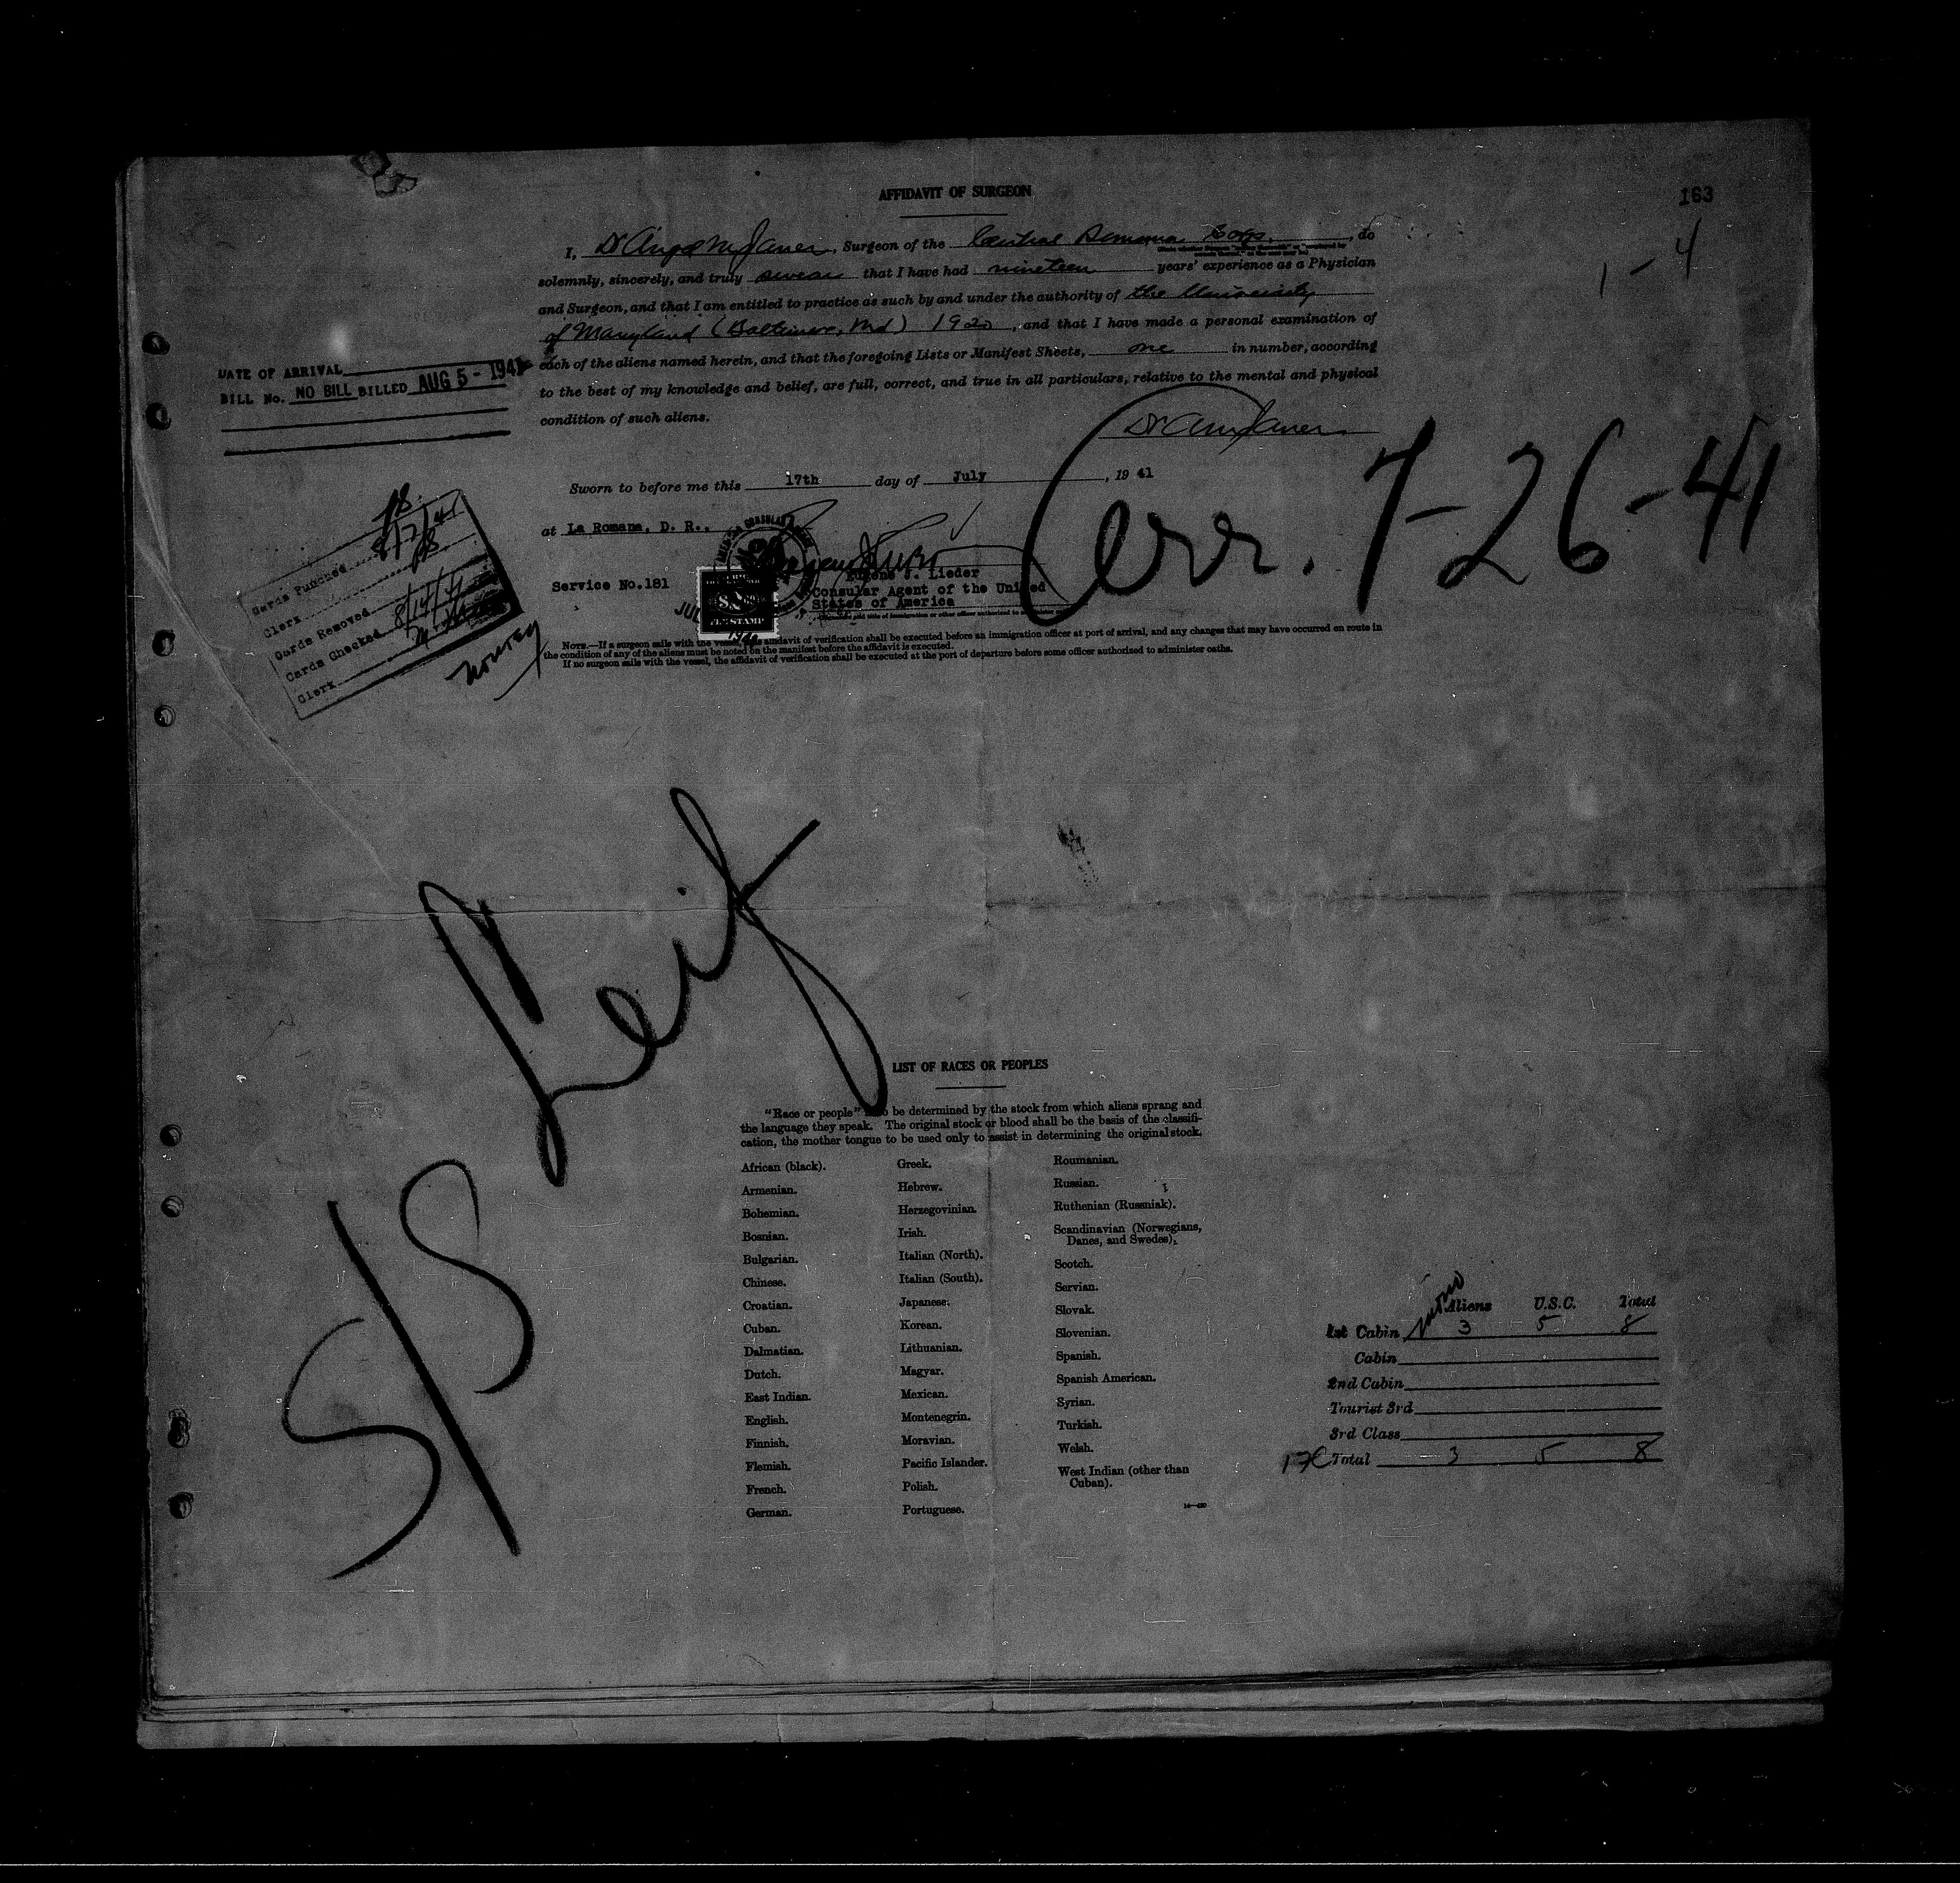 AFFIDAVIT OF SURGEON
163
1-4
I, Dr , Surgeon of the Central Romana Corp. , do
solemnly, sincerely, and truly swear that I have had nineteen years' experience as a Physician
and Surgeon, and that I am entitled to practice as such by and under the authority of the University
of Maryland (Baltimore, Md) 1920 , and that I have made a personal examination of
each of the aliens named herein, and that the foregoing Lists or Manifest Sheets, one in number, according
to the best of my knowledge and belief, are full, correct, and true in all particulars, relative to the mental and physical
condition of such aliens.
DATE OF ARRIVAL
BILL No. NO BILL BILLED AUG 5 - 1941
Sworn to before me this 17th day of July , 19 41
at La Romana, D. R.,
Arr. 7-26-41
Service No.181
Eugene J. Lieder
Consular Agent of the United
States of America
Cards Punched
Clerk
Cards Removed
Cards Checked 8/14/41
Clerk
Norweg
NOTE.—If a surgeon sails with the vessel, this affidavit of verification shall be executed before an immigration officer at port of arrival, and any changes that may have occurred en route in
the condition of any of the aliens must be noted on the manifest before the affidavit is executed.
If no surgeon sails with the vessel, the affidavit of verification shall be executed at the port of departure before some officer authorized to administer oaths.
S/S Leif
LIST OF RACES OR PEOPLES
"Race or people" is to be determined by the stock from which aliens sprang and
the language they speak. The original stock or blood shall be the basis of the classifi-
cation, the mother tongue to be used only to assist in determining the original stock.
African (black).
Armenian.
Bohemian.
Bosnian.
Bulgarian.
Chinese.
Croatian.
Cuban.
Dalmatian.
Dutch.
East Indian.
English.
Finnish.
Flemish.
French.
German.
Greek.
Hebrew.
Herzegovinian.
Irish.
Italian (North).
Italian (South).
Japanese.
Korean.
Lithuanian.
Magyar.
Mexican.
Montenegrin.
Moravian.
Pacific Islander.
Polish.
Portuguese.
Roumanian.
Russian.
Ruthenian (Russniak).
Scandinavian (Norwegians,
Danes, and Swedes).
Scotch.
Servian.
Slovak.
Slovenian.
Spanish.
Spanish American.
Syrian.
Turkish.
Welsh.
West Indian (other than
Cuban).
Aliens U.S.C. Total
1st Cabin 3 5 8
Cabin
2nd Cabin
Tourist 3rd
3rd Class
Total 3 5 8